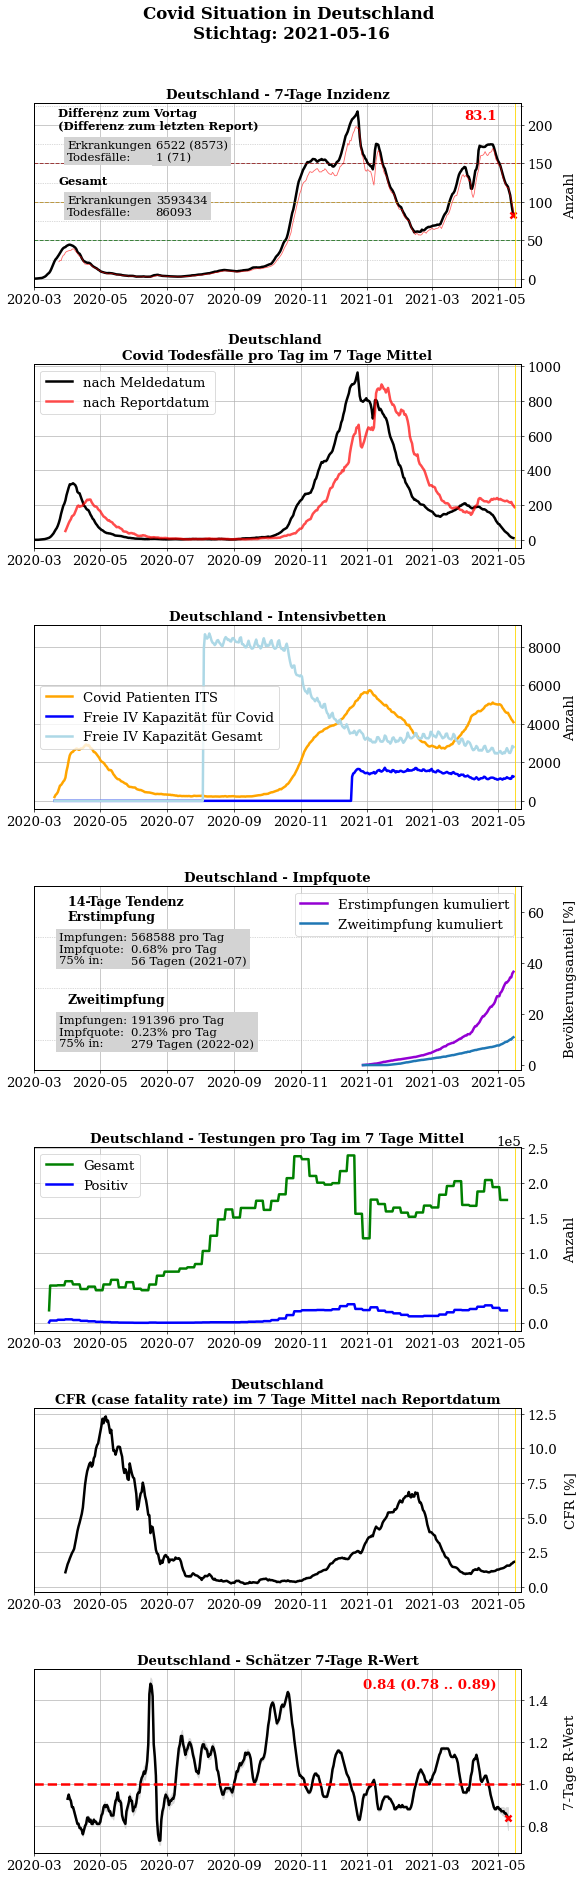 Covid Situation in Deutschland
Stichtag: 2021-05-16
Deutschland - 7-Tage Inzidenz
Differenz zum Vortag
(Differenz zum letzten Report)
Erkrankungen 6522 (8573)
Todesfälle: 1 (71)
Gesamt
Erkrankungen 3593434
Todesfälle: 86093
83.1
200
150
100
50
0
Anzahl
2020-03 2020-05 2020-07 2020-09 2020-11 2021-01 2021-03 2021-05
Deutschland
Covid Todesfälle pro Tag im 7 Tage Mittel
nach Meldedatum
nach Reportdatum
1000
800
600
400
200
0
2020-03 2020-05 2020-07 2020-09 2020-11 2021-01 2021-03 2021-05
Deutschland - Intensivbetten
Covid Patienten ITS
Freie IV Kapazität für Covid
Freie IV Kapazität Gesamt
8000
6000
4000
2000
0
Anzahl
2020-03 2020-05 2020-07 2020-09 2020-11 2021-01 2021-03 2021-05
Deutschland - Impfquote
14-Tage Tendenz
Erstimpfung
Impfungen: 568588 pro Tag
Impfquote: 0.68% pro Tag
75% in: 56 Tagen (2021-07)
Zweitimpfung
Impfungen: 191396 pro Tag
Impfquote: 0.23% pro Tag
75% in: 279 Tagen (2022-02)
Erstimpfungen kumuliert
Zweitimpfung kumuliert
60
40
20
0
Bevölkerungsanteil [%]
2020-03 2020-05 2020-07 2020-09 2020-11 2021-01 2021-03 2021-05
Deutschland - Testungen pro Tag im 7 Tage Mittel
1e5
Gesamt
Positiv
2.5
2.0
1.5
1.0
0.5
0.0
Anzahl
2020-03 2020-05 2020-07 2020-09 2020-11 2021-01 2021-03 2021-05
Deutschland
CFR (case fatality rate) im 7 Tage Mittel nach Reportdatum
12.5
10.0
7.5
5.0
2.5
0.0
CFR [%]
2020-03 2020-05 2020-07 2020-09 2020-11 2021-01 2021-03 2021-05
Deutschland - Schätzer 7-Tage R-Wert
0.84 (0.78 .. 0.89)
1.4
1.2
1.0
0.8
7-Tage R-Wert
2020-03 2020-05 2020-07 2020-09 2020-11 2021-01 2021-03 2021-05